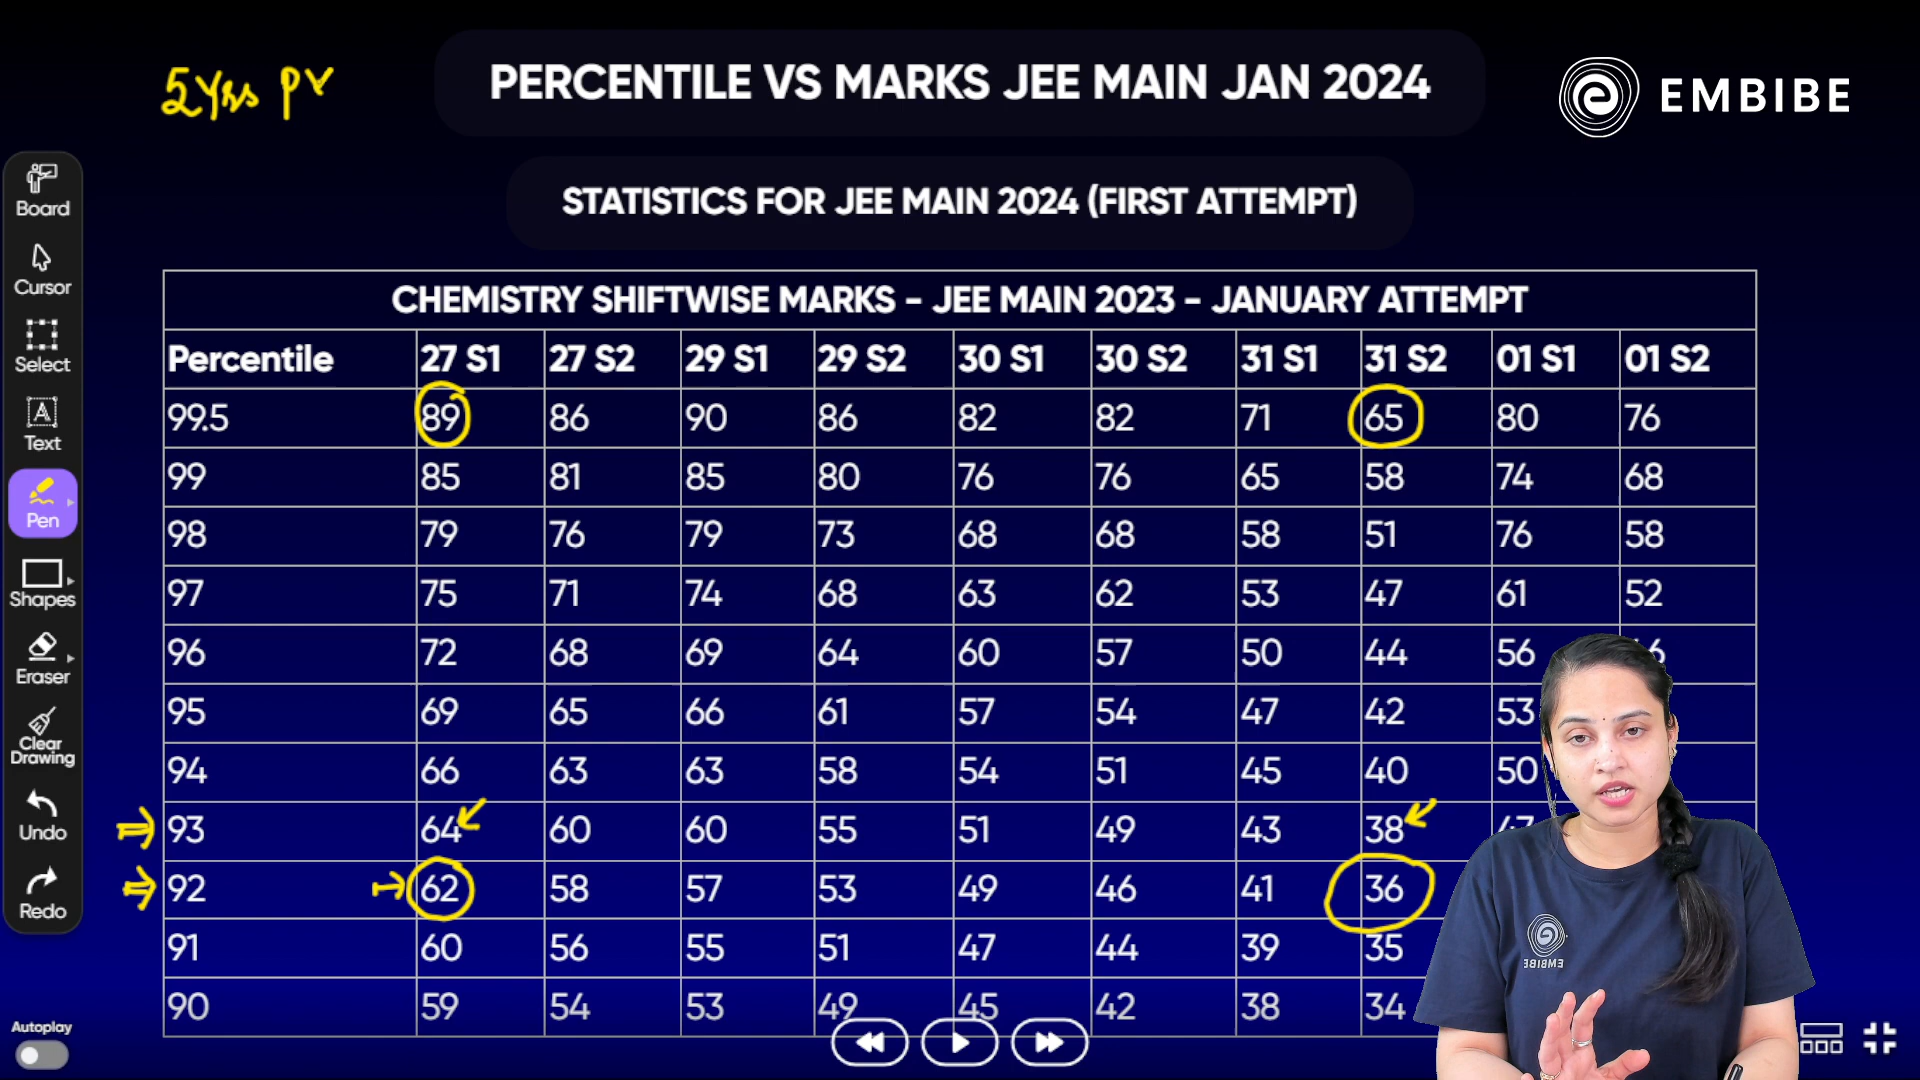 5 Yrs PY
PERCENTILE VS MARKS JEE MAIN JAN 2024
EMBIBE
STATISTICS FOR JEE MAIN 2024 (FIRST ATTEMPT)
Board
Cursor
Select
Text
Pen
Shapes
Eraser
Clear
Drawing
Undo
Redo
Autoplay
CHEMISTRY SHIFTWISE MARKS - JEE MAIN 2023 - JANUARY ATTEMPT
Percentile 27 S1 27 S2 29 S1 29 S2 30 S1 30 S2 31 S1 31 S2 01 S1 01 S2
99.5 89 86 90 86 82 82 71 65 80 76
99 85 81 85 80 76 76 65 58 74 68
98 79 76 79 73 68 68 58 51 76 58
97 75 71 74 68 63 62 53 47 61 52
96 72 68 69 64 60 57 50 44 56
95 69 65 66 61 57 54 47 42 53
94 66 63 63 58 54 51 45 40 50
93 64 60 60 55 51 49 43 38
92 62 58 57 53 49 46 41 36
91 60 56 55 51 47 44 39 35
90 59 54 53 49 45 42 38 34
EMBIBE